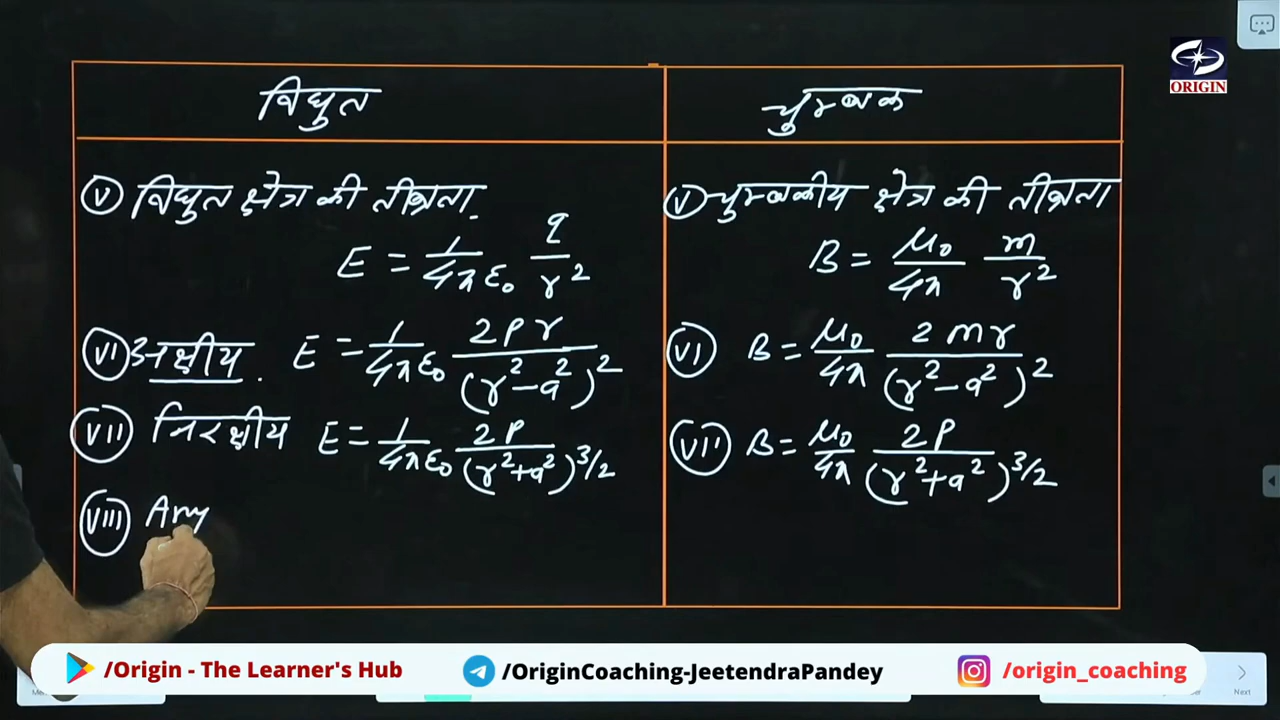 ORIGIN
विद्युत
चुम्बक
(V) विद्युत क्षेत्र की तीव्रता.
E = 1/4πε₀ q/r²
(VI) अक्षीय. E = 1/4πε₀ 2pr/(r²-a²)²
(VII) निरक्षीय E = 1/4πε₀ 2p/(r²+a²)^3/2
(VIII) Any
(V) चुम्बकीय क्षेत्र की तीव्रता
B = μ₀/4π m/r²
(VI) B = μ₀/4π 2mr/(r²-a²)²
(VII) B = μ₀/4π 2p/(r²+a²)^3/2
/Origin - The Learner's Hub
/OriginCoaching-JeetendraPandey
/origin_coaching
Next